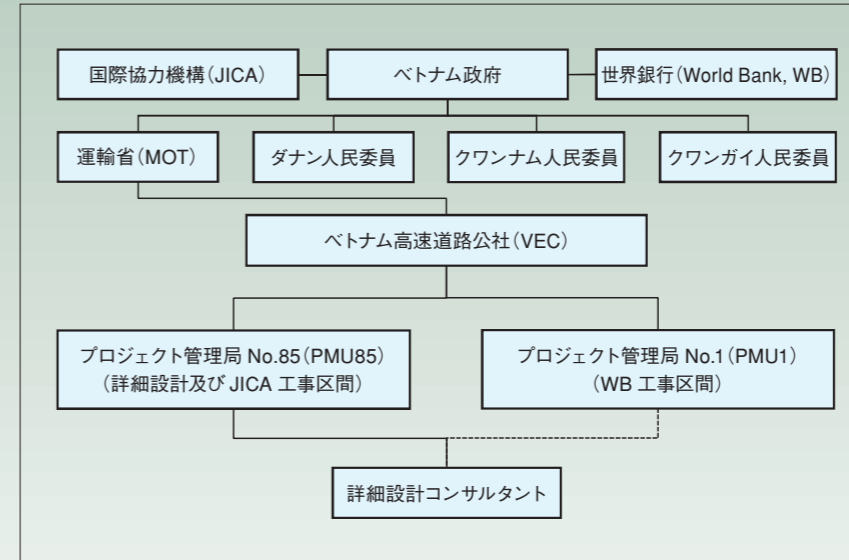 国際協力機構（JICA）
ベトナム政府
世界銀行（World Bank, WB）
運輸省（MOT）
ダナン人民委員
クワンナム人民委員
クワンガイ人民委員
ベトナム高速道路公社（VEC）
プロジェクト管理局 No.85（PMU85）
（詳細設計及び JICA 工事区間）
プロジェクト管理局 No.1（PMU1）
（WB 工事区間）
詳細設計コンサルタント